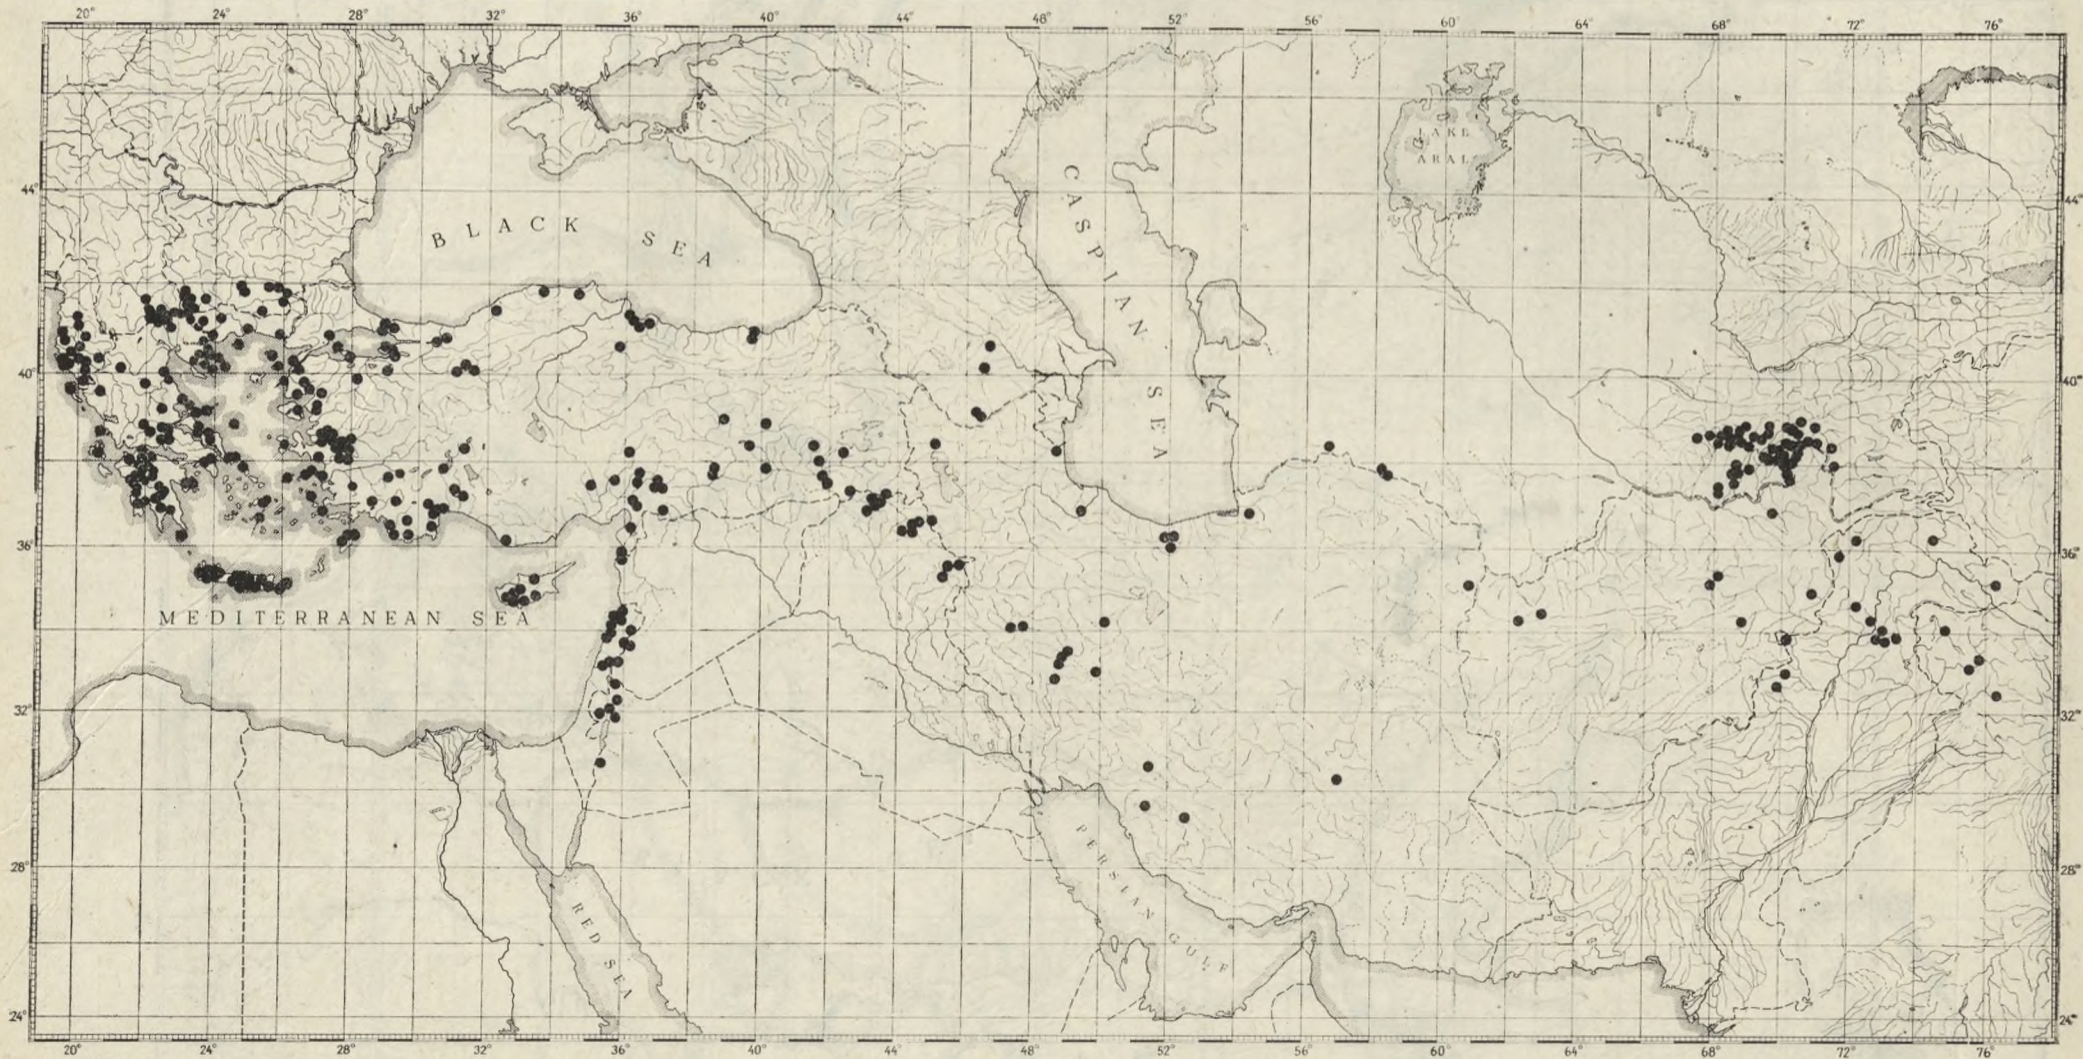 20° 24° 28° 32° 36° 40° 44° 48° 52° 56° 60° 64° 68° 72° 76°
LAKE
ARAL
44° 44°
BLACK SEA
CASPIAN SEA
40° 40°
36° 36°
MEDITERRANEAN SEA
32° 32°
PERSIAN GULF
28° 28°
RED SEA
24° 24°
20° 24° 28° 32° 36° 40° 44° 48° 52° 56° 60° 64° 68° 72° 76°